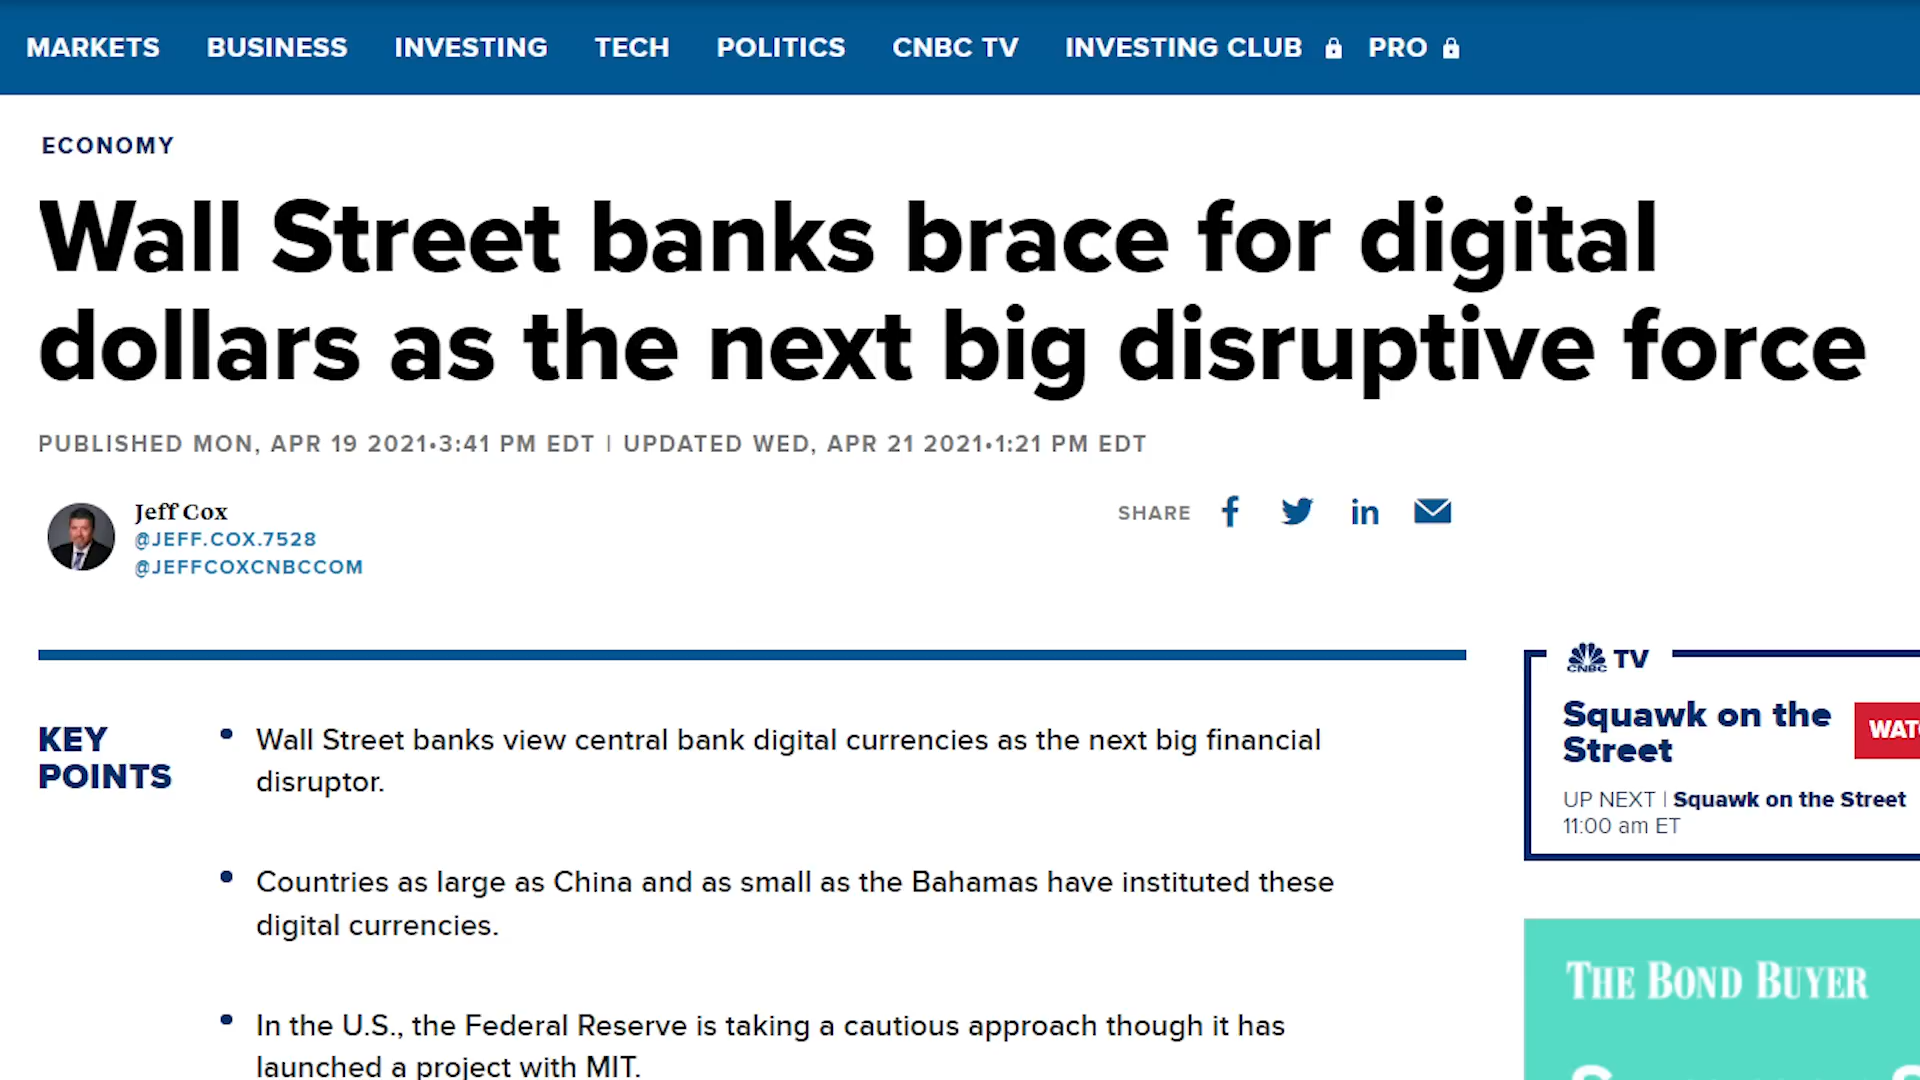 MARKETS BUSINESS INVESTING TECH POLITICS CNBC TV INVESTING CLUB PRO
ECONOMY
Wall Street banks brace for digital
dollars as the next big disruptive force
PUBLISHED MON, APR 19 2021•3:41 PM EDT | UPDATED WED, APR 21 2021•1:21 PM EDT
Jeff Cox
@JEFF.COX.7528
@JEFFCOXCNBCCOM
SHARE
KEY
POINTS
Wall Street banks view central bank digital currencies as the next big financial
disruptor.
Countries as large as China and as small as the Bahamas have instituted these
digital currencies.
In the U.S., the Federal Reserve is taking a cautious approach though it has
launched a project with MIT.
CNBC TV
Squawk on the
Street
UP NEXT | Squawk on the Street
11:00 am ET
THE BOND BUYER